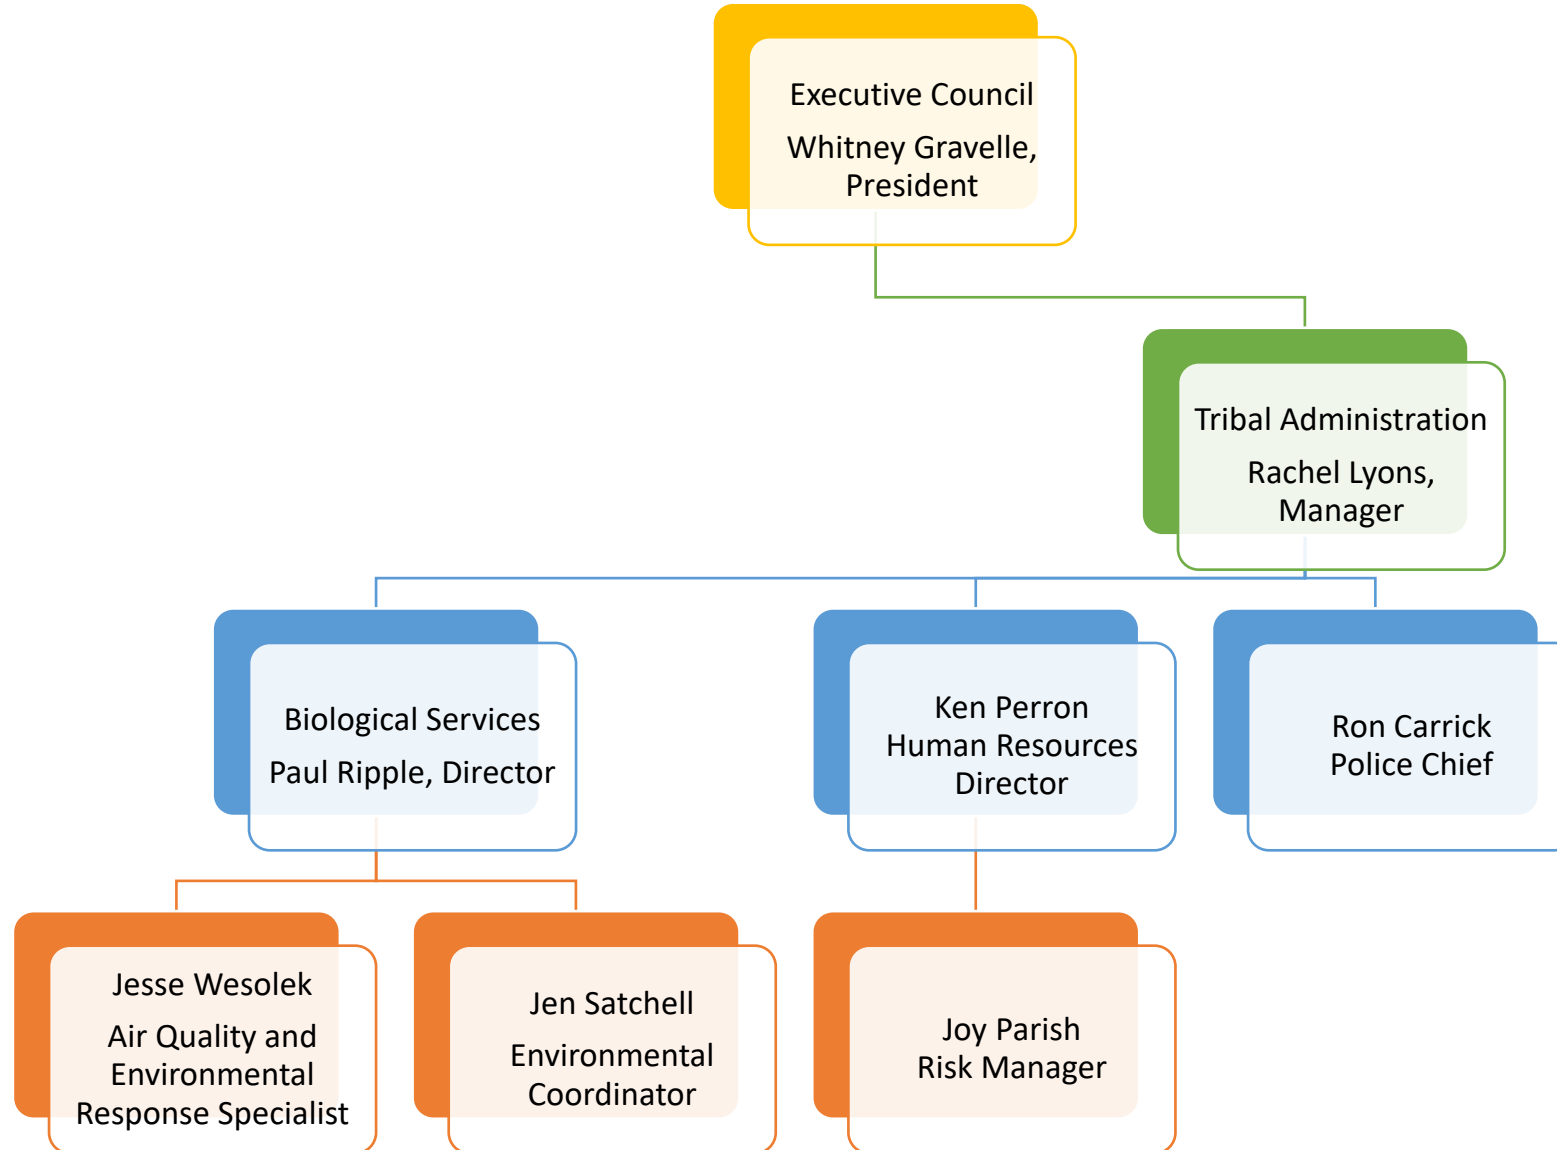 Executive Council
Whitney Gravelle,
President
Tribal Administration
Rachel Lyons,
Manager
Biological Services
Paul Ripple, Director
Ken Perron
Human Resources
Director
Ron Carrick
Police Chief
Jesse Wesolek
Air Quality and
Environmental
Response Specialist
Jen Satchell
Environmental
Coordinator
Joy Parish
Risk Manager